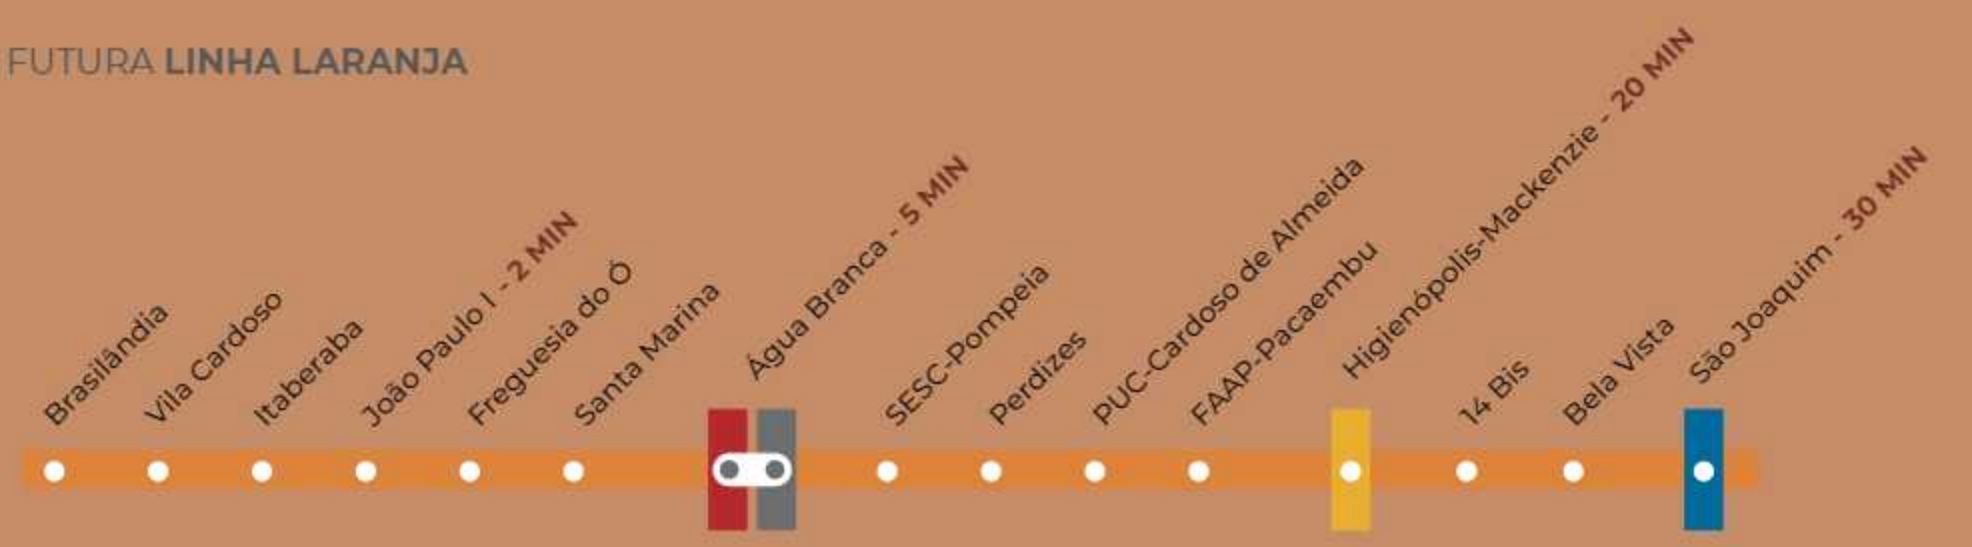 FUTURA LINHA LARANJA
Brasilândia
Vila Cardoso
Itaberaba
João Paulo I - 2 MIN
Freguesia do Ó
Santa Marina
Água Branca - 5 MIN
SESC-Pompeia
Perdizes
PUC-Cardoso de Almeida
FAAP-Pacaembu
Higienópolis-Mackenzie - 20 MIN
14 Bis
Bela Vista
São Joaquim - 30 MIN